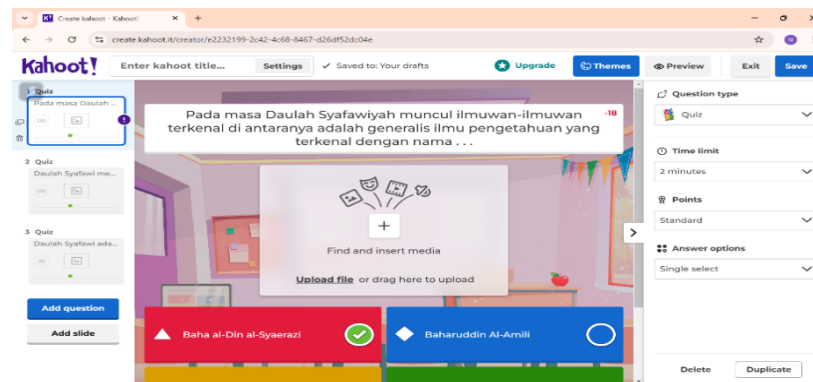 Create kahoot - Kahoot!
create.kahoot.it/creator/e2232199-2c42-4c68-8467-d26df52dc04e
Kahoot!
Enter kahoot title...
Settings
Saved to: Your drafts
Upgrade
Themes
Preview
Exit
Save
1 Quiz
Pada masa Daulah ...
2 Quiz
Daulah Syafawi me...
3 Quiz
Daulah Syafawi ada...
Add question
Add slide
Pada masa Daulah Syafawiyah muncul ilmuwan-ilmuwan
terkenal di antaranya adalah generalis ilmu pengetahuan yang
terkenal dengan nama . . .
-18
Find and insert media
Upload file or drag here to upload
Baha al-Din al-Syaerazi
Baharuddin Al-Amili
Question type
Quiz
Time limit
2 minutes
Points
Standard
Answer options
Single select
Delete
Duplicate